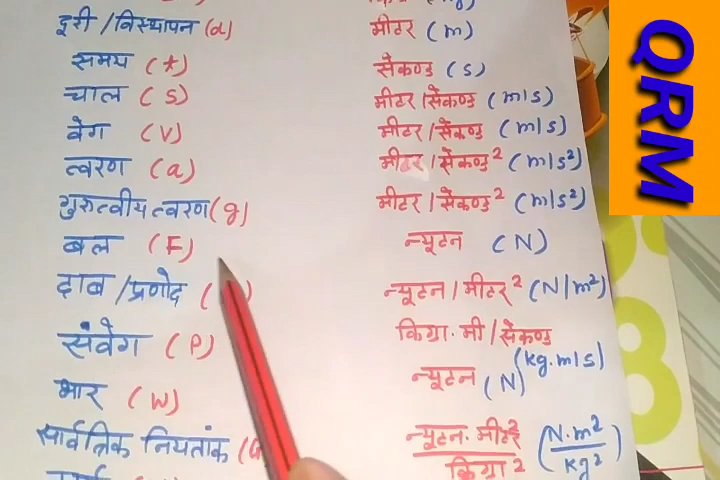 दूरी / विस्थापन (d) मीटर (m)
समय (t) सेकण्ड (s)
चाल (s) मीटर / सेकण्ड (m/s)
वेग (v) मीटर / सेकण्ड (m/s)
त्वरण (a) मीटर / सेकण्ड² (m/s²)
गुरुत्वीय त्वरण (g) मीटर / सेकण्ड² (m/s²)
बल (F) न्यूटन (N)
दाब / प्रणोद ( ) न्यूटन / मीटर² (N/m²)
संवेग (P) किग्रा. मी / सेकण्ड (kg.m/s)
भार (W) न्यूटन (N)
सार्वत्रिक नियतांक (G न्यूटन. मीटर² / किग्रा² (N.m²/kg²)
QRM